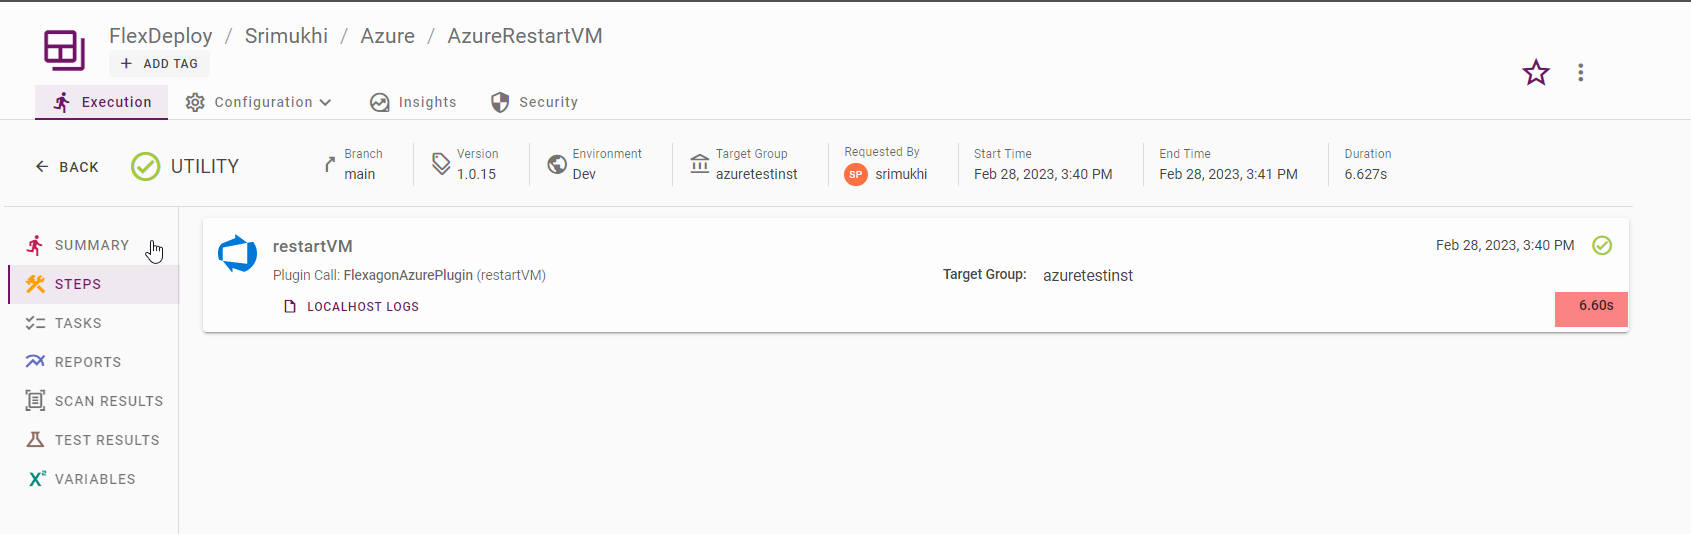 FlexDeploy / Srimukhi / Azure / AzureRestartVM
+ ADD TAG
Execution Configuration Insights Security
BACK UTILITY
Branch
main
Version
1.0.15
Environment
Dev
Target Group
azuretestinst
Requested By
SP srimukhi
Start Time
Feb 28, 2023, 3:40 PM
End Time
Feb 28, 2023, 3:41 PM
Duration
6.627s
SUMMARY
STEPS
TASKS
REPORTS
SCAN RESULTS
TEST RESULTS
X² VARIABLES
restartVM
Plugin Call: FlexagonAzurePlugin (restartVM)
LOCALHOST LOGS
Target Group: azuretestinst
Feb 28, 2023, 3:40 PM
6.60s